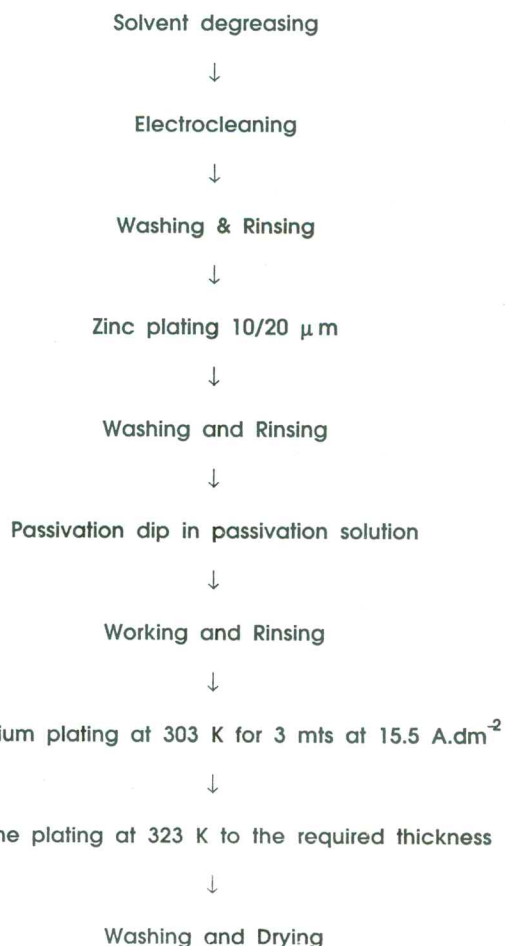 Solvent degreasing
↓
Electrocleaning
↓
Washing & Rinsing
↓
Zinc plating 10/20 μm
↓
Washing and Rinsing
↓
Passivation dip in passivation solution
↓
Working and Rinsing
↓
plating at 303 K for 3 mts at 15.5 A.dm⁻²
↓
plating at 323 K to the required thickness
↓
Washing and Drying